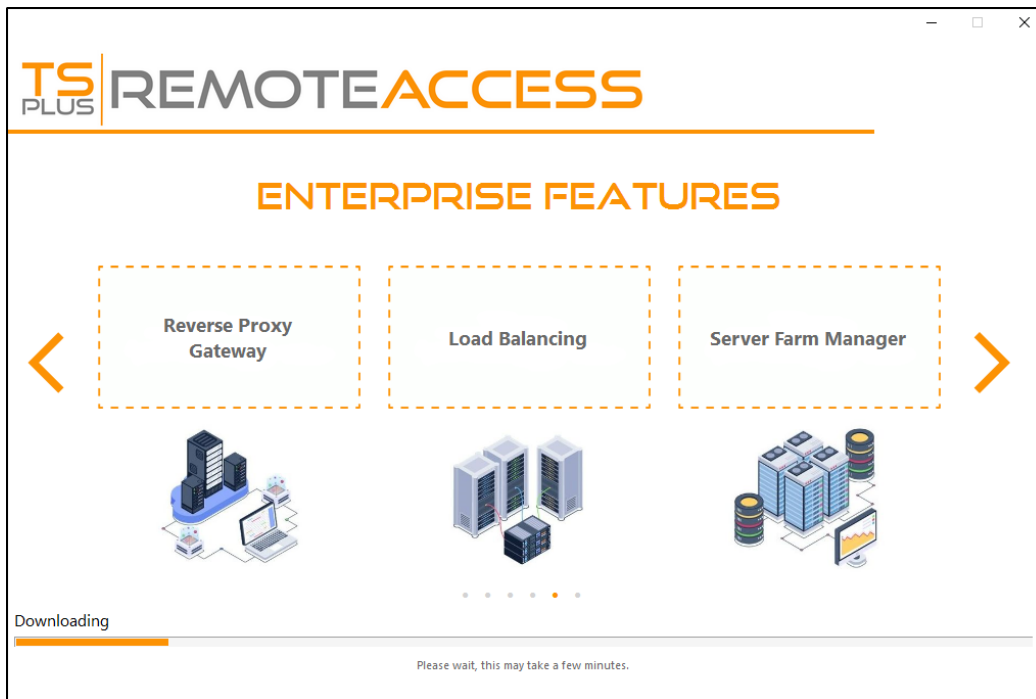 TS
PLUS
REMOTEACCESS
ENTERPRISE FEATURES
Reverse Proxy
Gateway
Load Balancing
Server Farm Manager
Downloading
Please wait, this may take a few minutes.